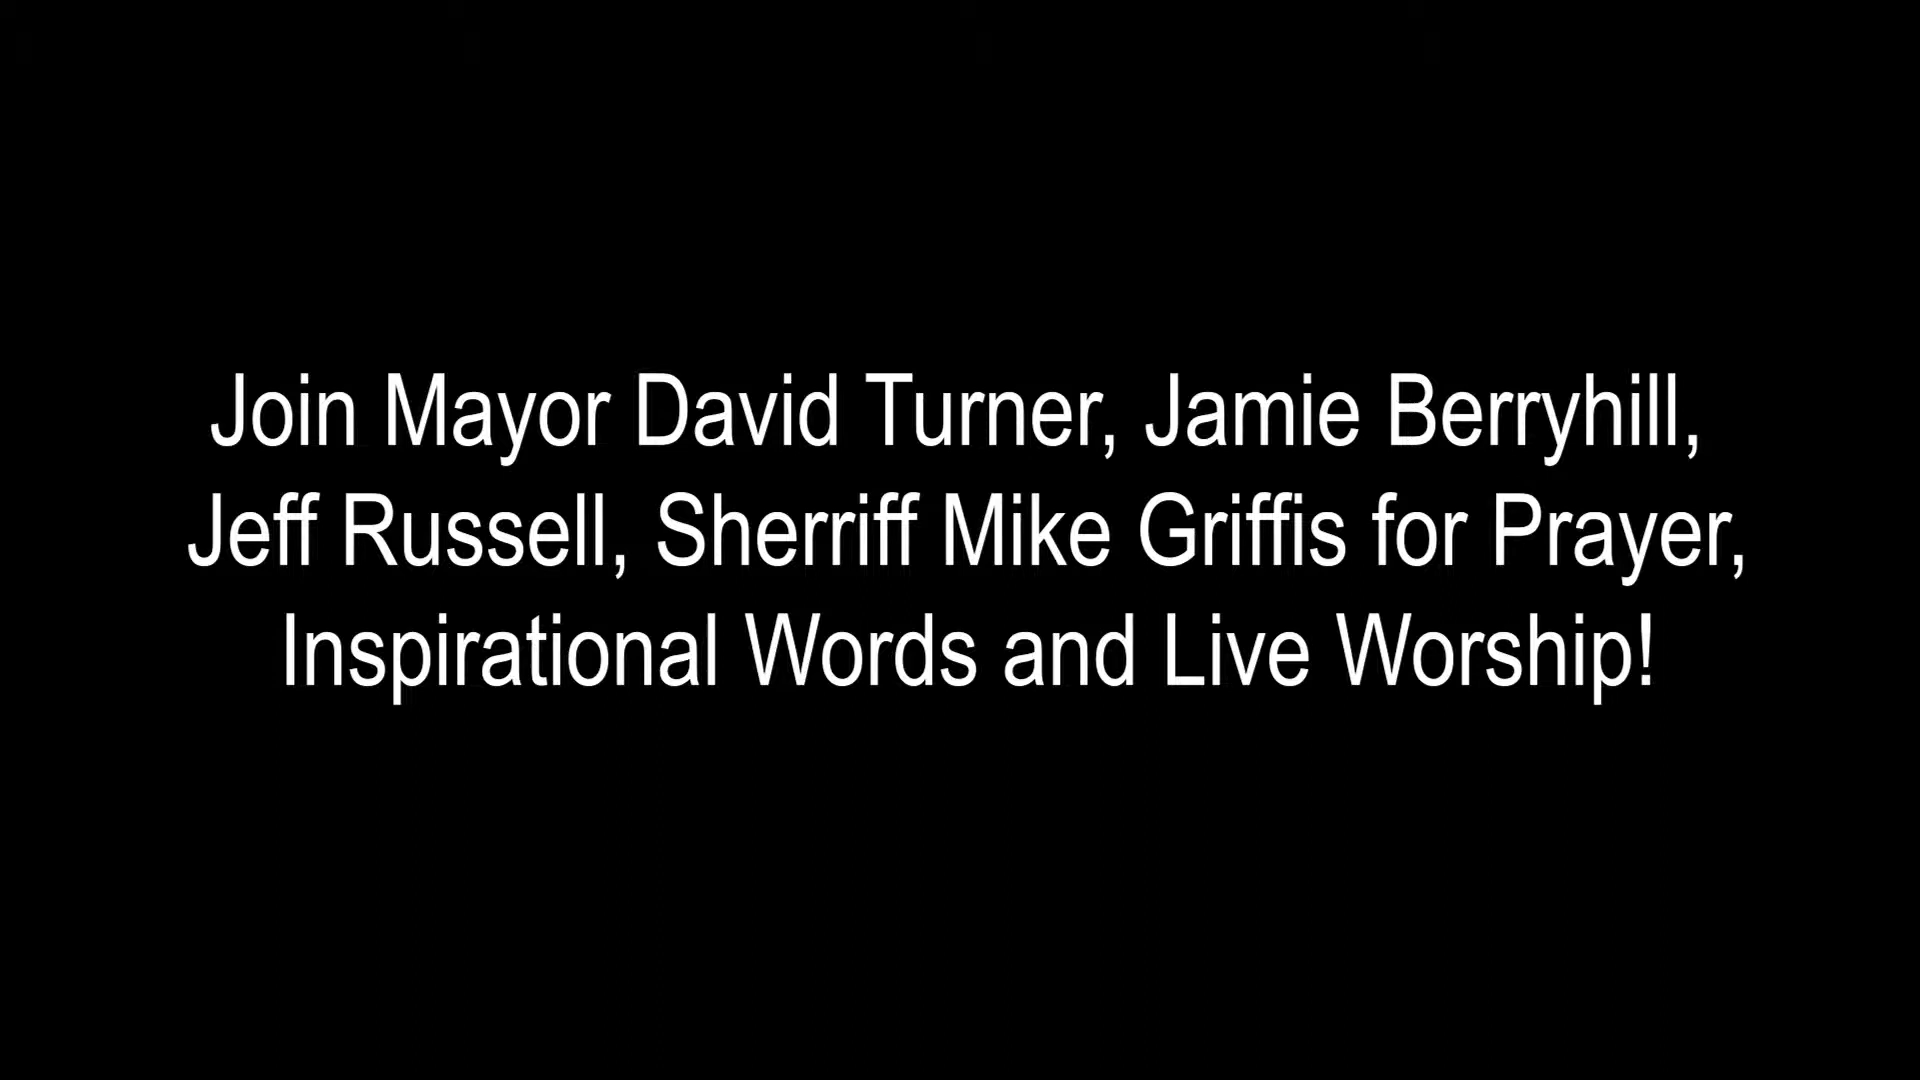 Join Mayor David Turner, Jamie Berryhill,
Jeff Russell, Sherriff Mike Griffis for Prayer,
Inspirational Words and Live Worship!